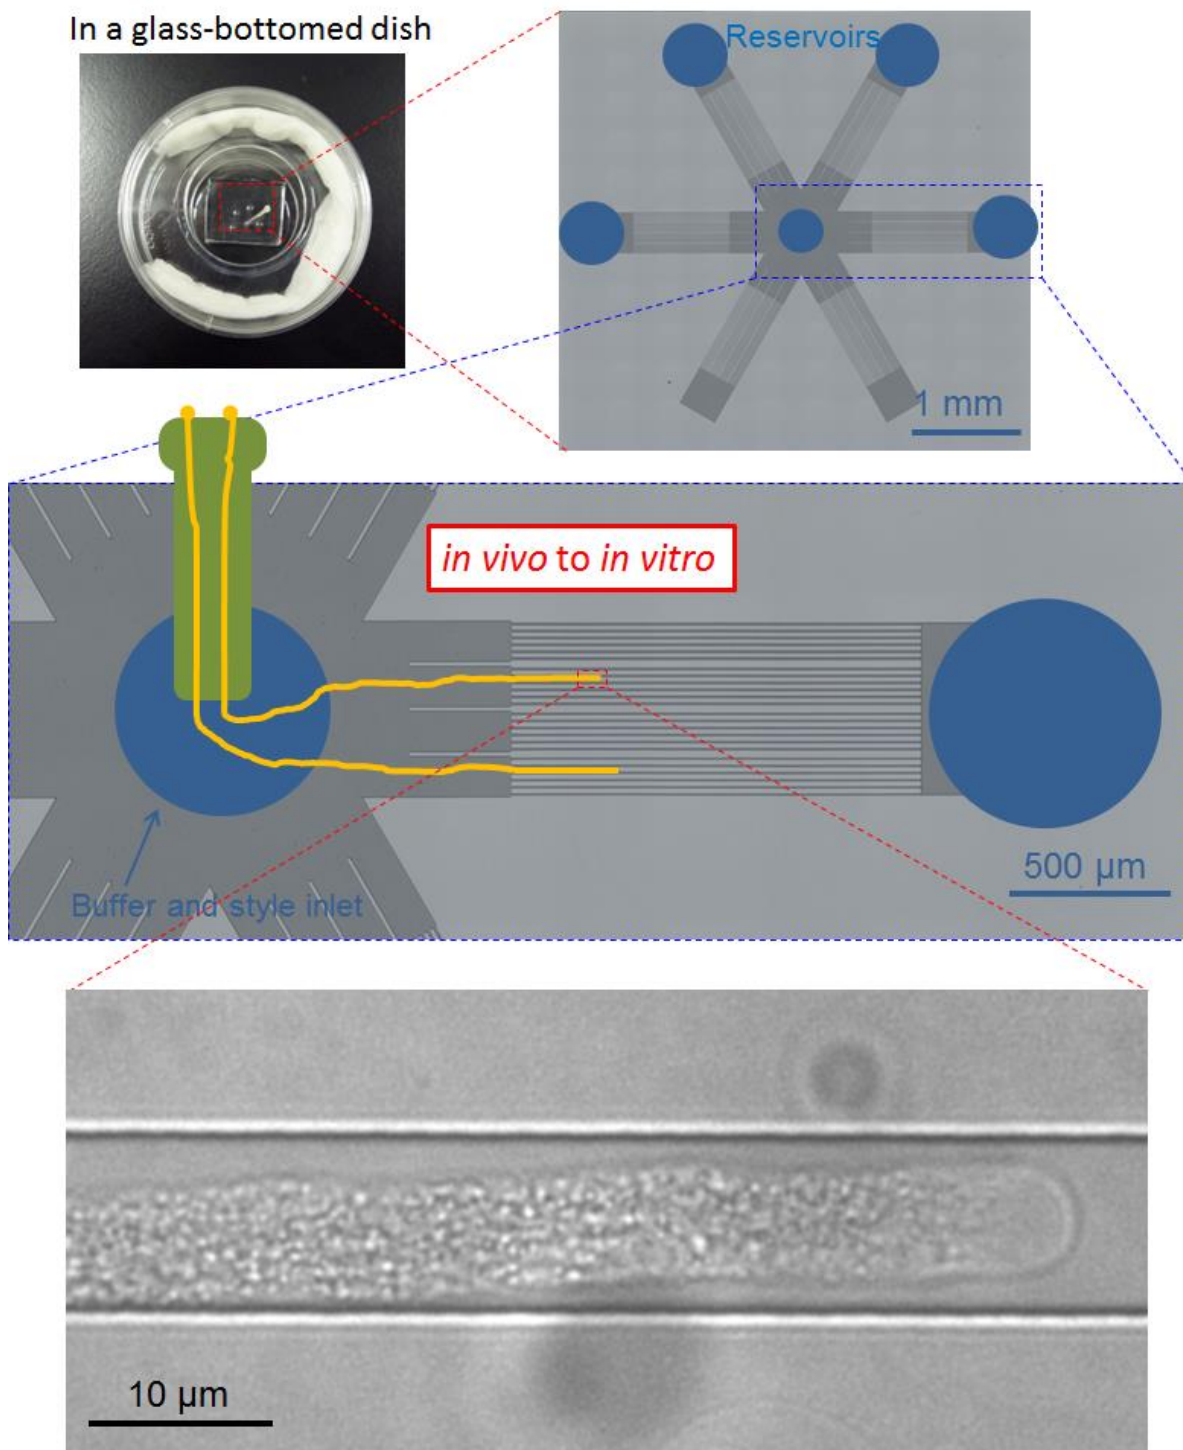 In a glass-bottomed dish
Reservoirs
1 mm
in vivo to in vitro
Buffer and style inlet
500 µm
10 µm